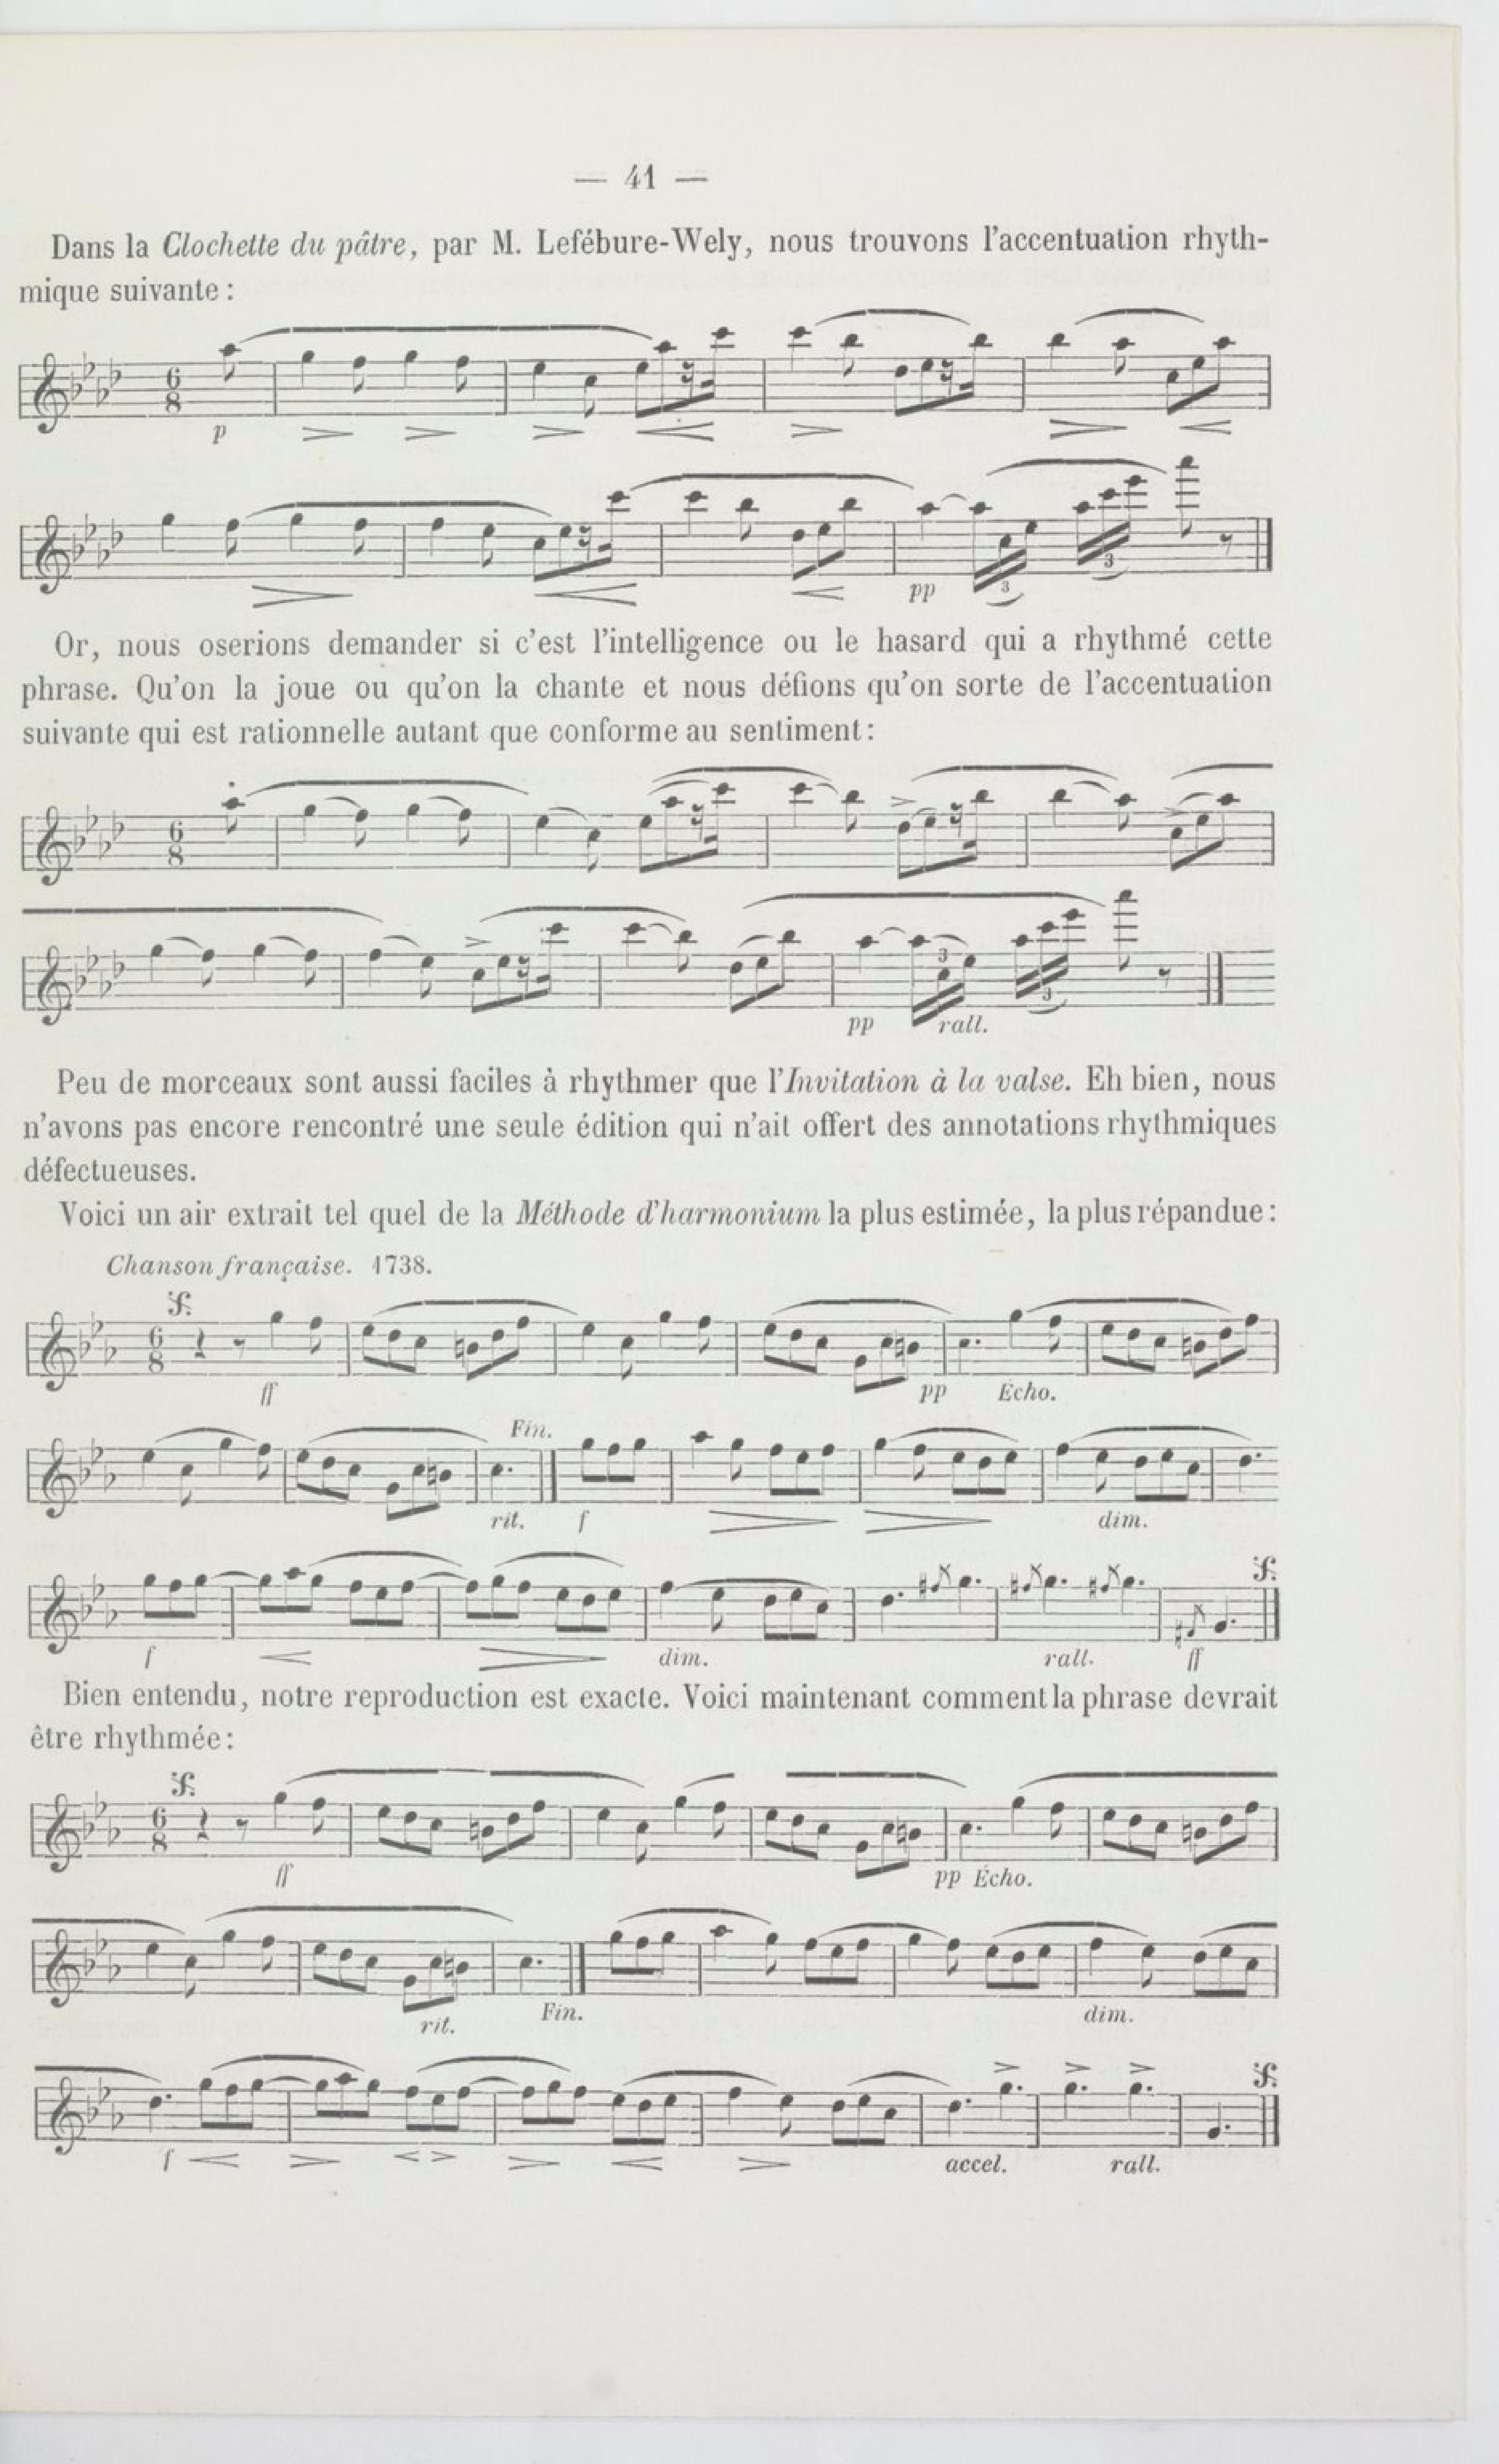 — 41 —
Dans la Clochette du pâtre, par M. Lefébure-Wely, nous trouvons l'accentuation rhyth-
mique suivante :
6
8
p
3
3
pp
Or, nous oserions demander si c'est l'intelligence ou le hasard qui a rhythmé cette
phrase. Qu'on la joue ou qu'on la chante et nous défions qu'on sorte de l'accentuation
suivante qui est rationnelle autant que conforme au sentiment :
6
8
3
3
pp rall.
Peu de morceaux sont aussi faciles à rhythmer que l'Invitation à la valse. Eh bien, nous
n'avons pas encore rencontré une seule édition qui n'ait offert des annotations rhythmiques
défectueuses.
Voici un air extrait tel quel de la Méthode d'harmonium la plus estimée, la plus répandue :
Chanson française. 1738.
6
8
ff pp Écho.
Fin.
rit. f dim.
f dim. rall. ff
Bien entendu, notre reproduction est exacte. Voici maintenant comment la phrase devrait
être rhythmée :
6
8
ff pp Écho.
rit. Fin. dim.
f accel. rall.